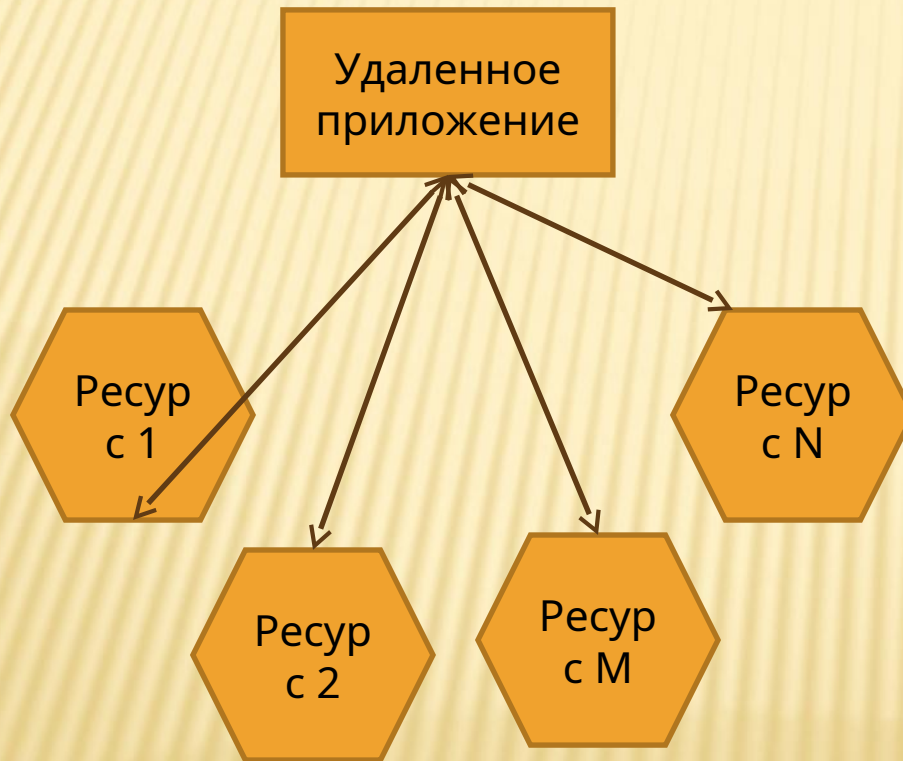 Удаленное
приложение
Ресур
с 1
Ресур
с N
Ресур
с 2
Ресур
с M